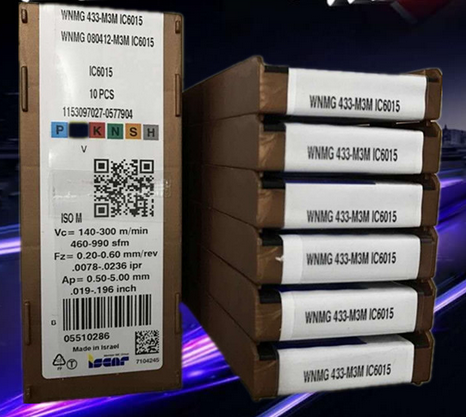 WNMG 433-M3M IC6015
WNMG 080412-M3M IC6015
IC6015
10 PCS
1153097027-0577904
P K N S H
V
ISO M
Vc= 140-300 m/min
460-990 sfm
Fz= 0.20-0.60 mm/rev
.0078-.0236 ipr
Ap= 0.50-5.00 mm
.019-.196 inch
05510286
Made in Israel
iscar
7104245
WNMG 433-M3M IC6015
WNMG 433-M3M IC6015
WNMG 433-M3M IC6015
WNMG 433-M3M IC6015
WNMG 433-M3M IC6015
WNMG 433-M3M IC6015